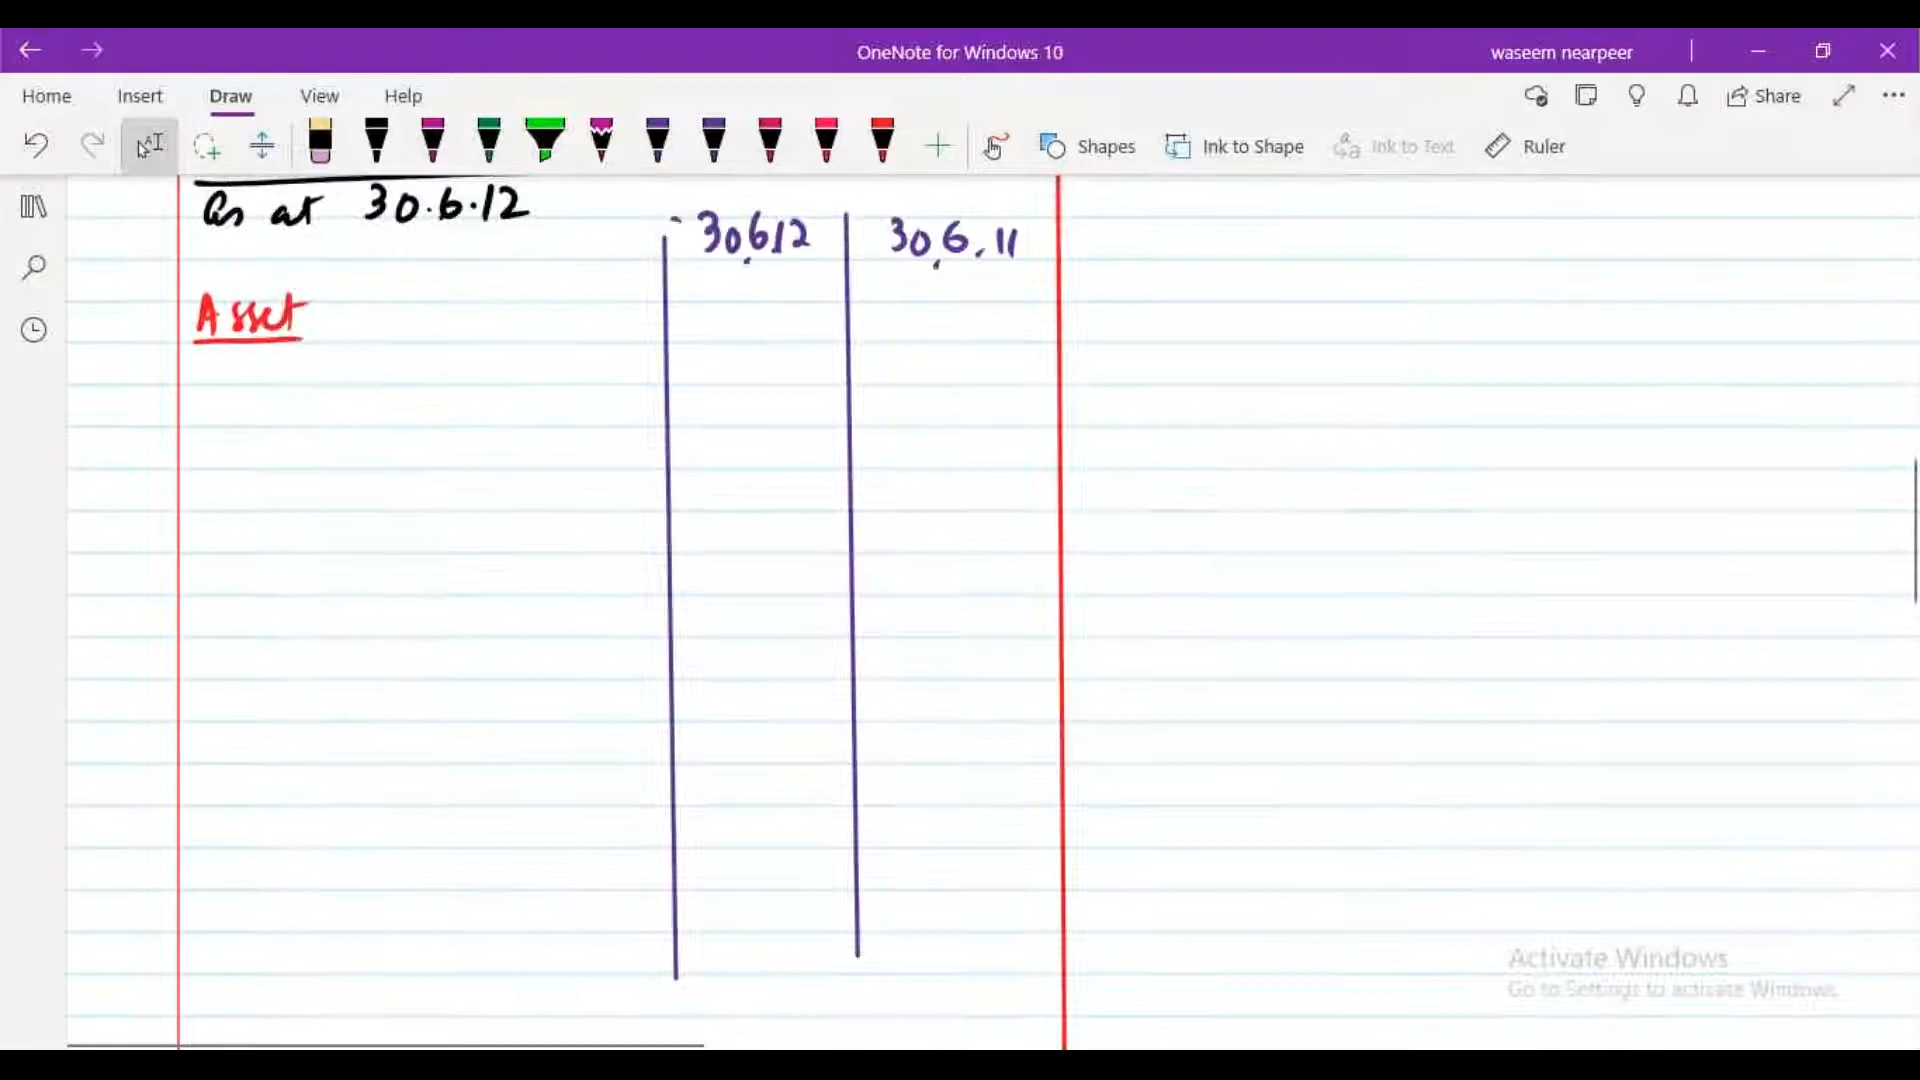 OneNote for Windows 10
waseem nearpeer
Home Insert Draw View Help
Share
Shapes Ink to Shape Ink to Text Ruler
As at 30.6.12
30.6.12 30.6.11
Asset
Activate Windows
Go to Settings to activate Windows.